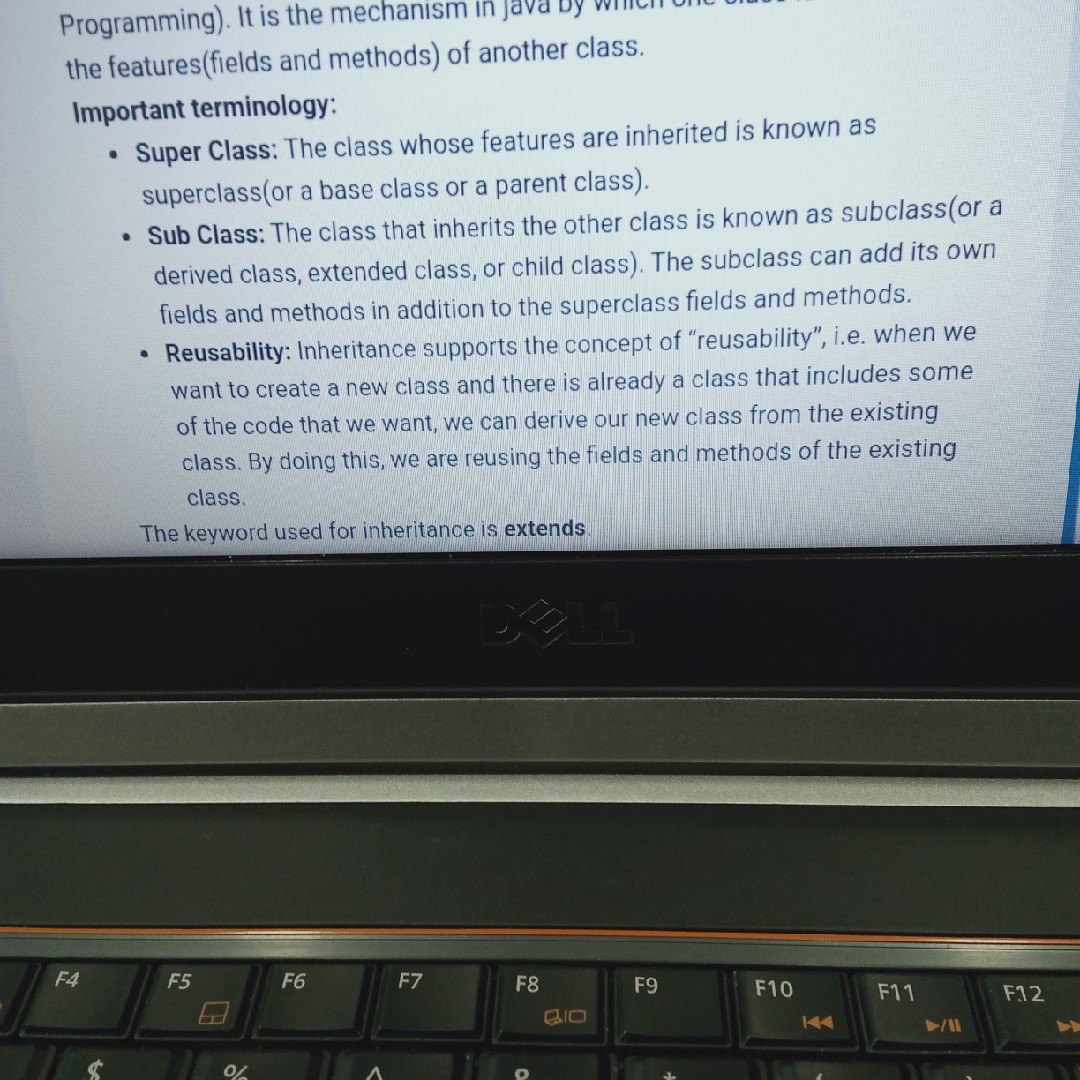 Programming). It is the mechanism in java by which one class
the features(fields and methods) of another class.
Important terminology:
• Super Class: The class whose features are inherited is known as
superclass(or a base class or a parent class).
• Sub Class: The class that inherits the other class is known as subclass(or a
derived class, extended class, or child class). The subclass can add its own
fields and methods in addition to the superclass fields and methods.
• Reusability: Inheritance supports the concept of “reusability”, i.e. when we
want to create a new class and there is already a class that includes some
of the code that we want, we can derive our new class from the existing
class. By doing this, we are reusing the fields and methods of the existing
class.
The keyword used for inheritance is extends.
DELL
F4 F5 F6 F7 F8 F9 F10 F11 F12
$ %